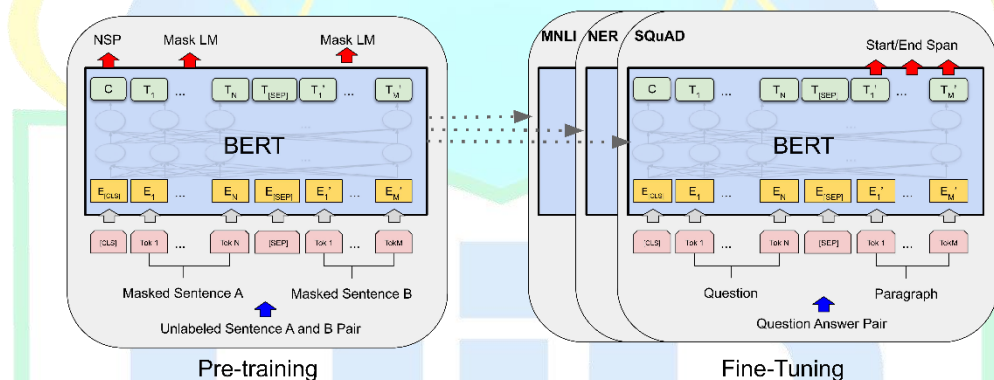 NSP Mask LM Mask LM
C T1 ... TN T[SEP] T1' ... TM'
BERT
E[CLS] E1 ... EN E[SEP] E1' ... EM'
[CLS] Tok 1 ... Tok N [SEP] Tok 1 ... TokM
Masked Sentence A Masked Sentence B
Unlabeled Sentence A and B Pair
Pre-training
MNLI NER SQuAD
Start/End Span
C T1 ... TN T[SEP] T1' ... TM'
BERT
E[CLS] E1 ... EN E[SEP] E1' ... EM'
[CLS] Tok 1 ... Tok N [SEP] Tok 1 ... TokM
Question Paragraph
Question Answer Pair
Fine-Tuning